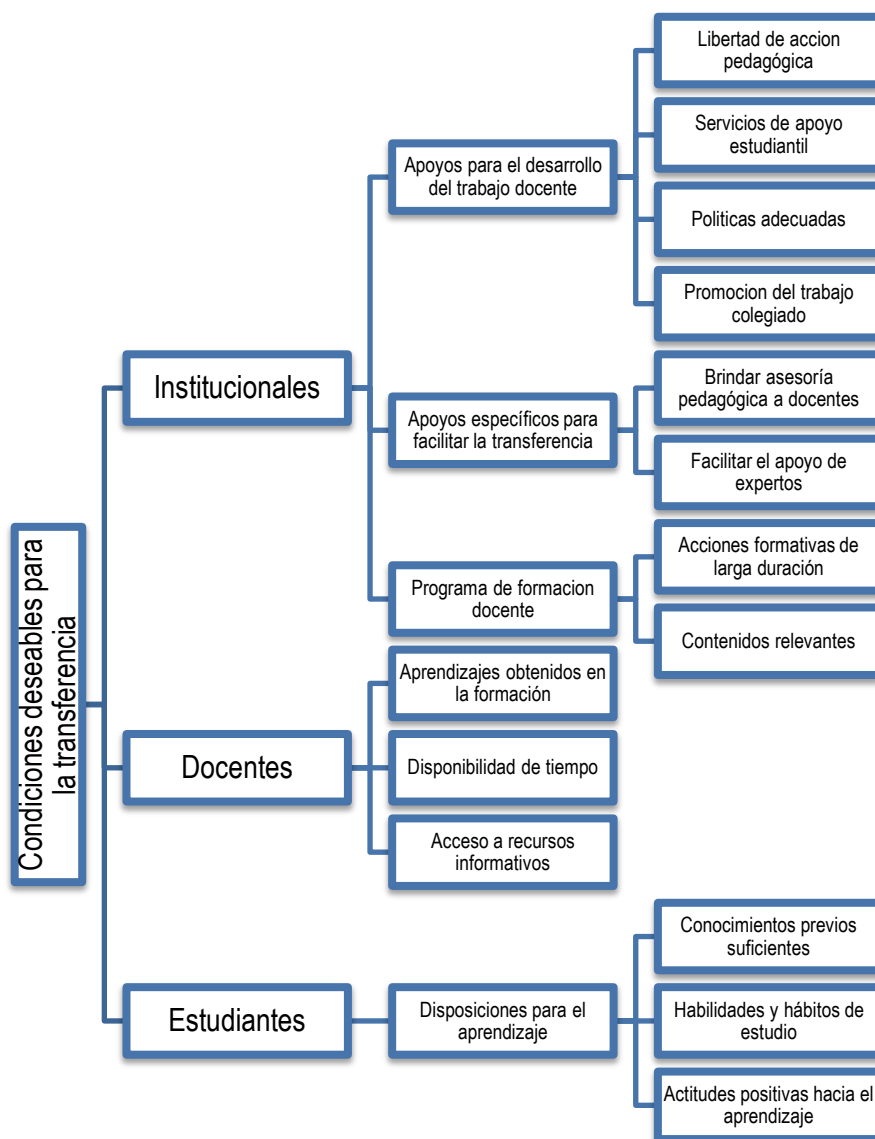 Condiciones deseables para
la transferencia
Institucionales
Apoyos para el desarrollo
del trabajo docente
Libertad de accion
pedagógica
Servicios de apoyo
estudiantil
Politicas adecuadas
Promocion del trabajo
colegiado
Apoyos específicos para
facilitar la transferencia
Brindar asesoría
pedagógica a docentes
Facilitar el apoyo de
expertos
Programa de formacion
docente
Acciones formativas de
larga duración
Contenidos relevantes
Docentes
Aprendizajes obtenidos en
la formación
Disponibilidad de tiempo
Acceso a recursos
informativos
Estudiantes
Disposiciones para el
aprendizaje
Conocimientos previos
suficientes
Habilidades y hábitos de
estudio
Actitudes positivas hacia el
aprendizaje